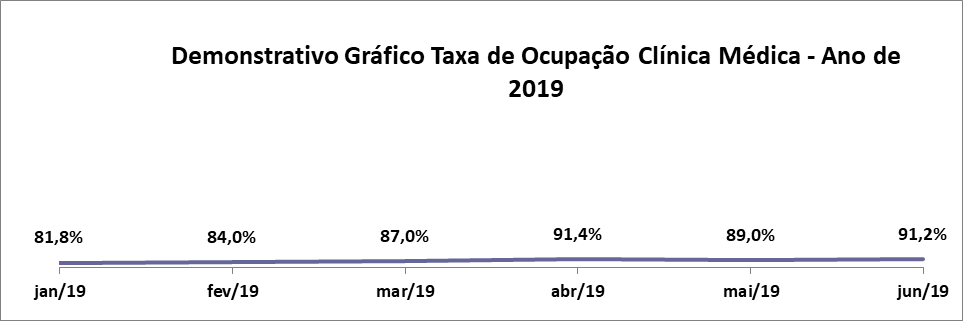 Demonstrativo Gráfico Taxa de Ocupação Clínica Médica - Ano de
2019
81,8% 84,0% 87,0% 91,4% 89,0% 91,2%
jan/19 fev/19 mar/19 abr/19 mai/19 jun/19